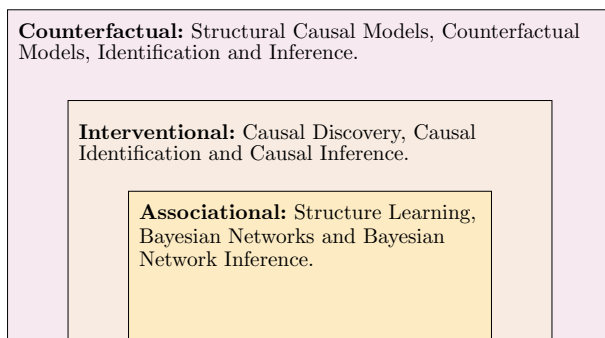 Counterfactual: Structural Causal Models, Counterfactual
Models, Identification and Inference.
Interventional: Causal Discovery, Causal
Identification and Causal Inference.
Associational: Structure Learning,
Bayesian Networks and Bayesian
Network Inference.